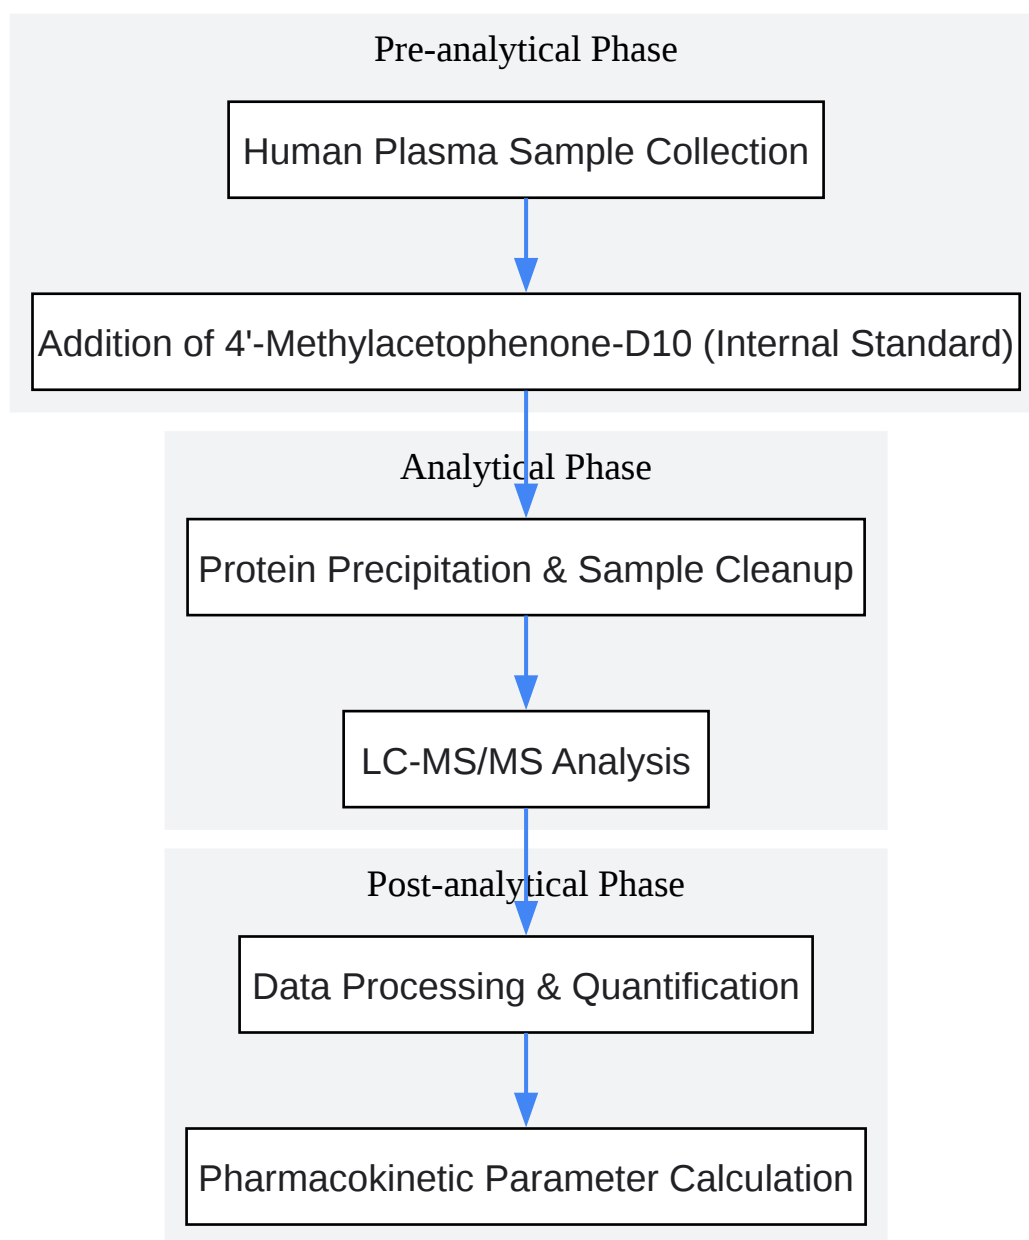 Pre-analytical Phase
Human Plasma Sample Collection
Addition of 4'-Methylacetophenone-D10 (Internal Standard)
Analytical Phase
Protein Precipitation & Sample Cleanup
LC-MS/MS Analysis
Post-analytical Phase
Data Processing & Quantification
Pharmacokinetic Parameter Calculation